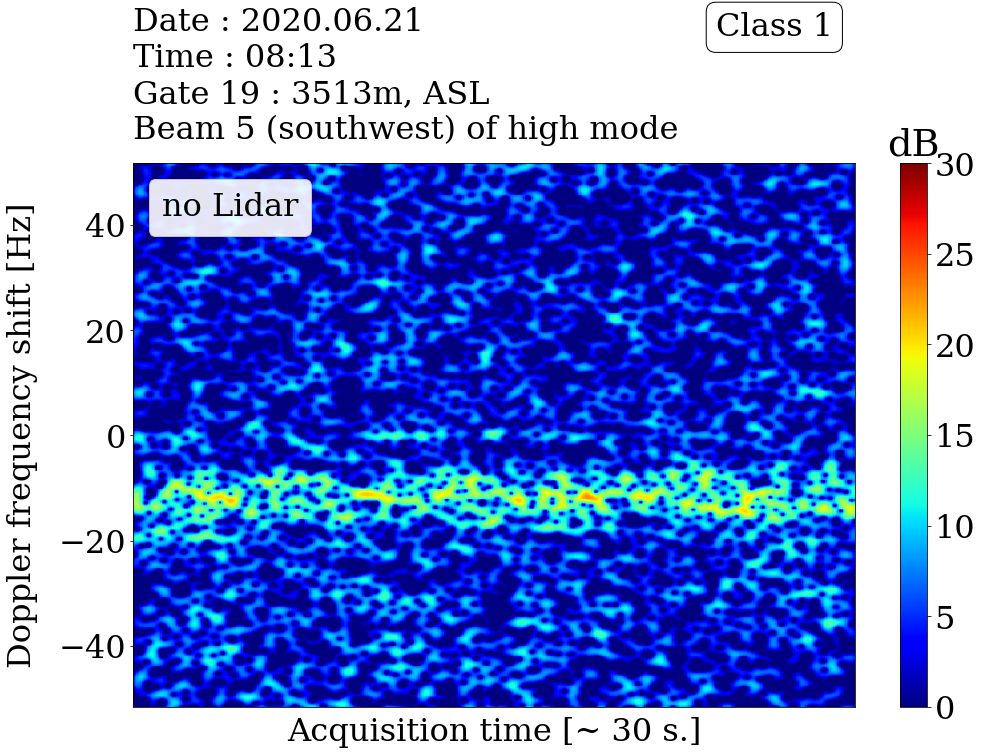 Date : 2020.06.21
Time : 08:13
Gate 19 : 3513m, ASL
Beam 5 (southwest) of high mode
Class 1
dB
no Lidar
Doppler frequency shift [Hz]
40
20
0
−20
−40
30
25
20
15
10
5
0
Acquisition time [~ 30 s.]